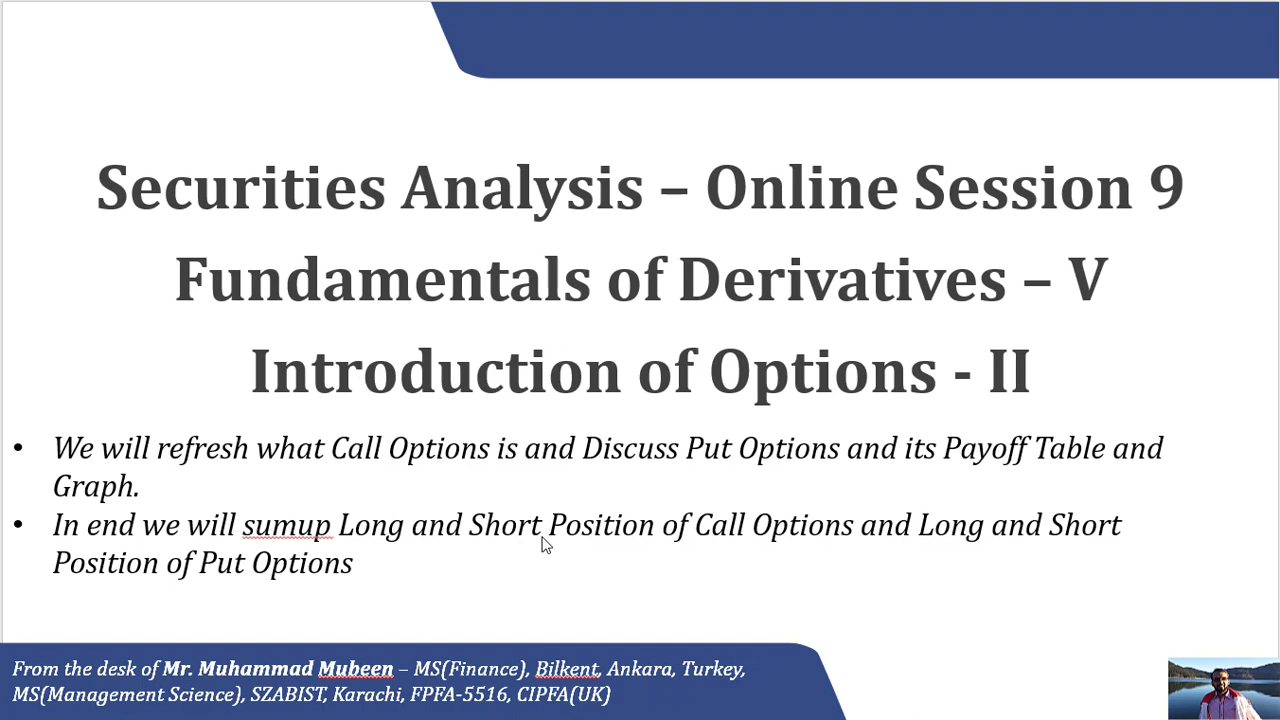 Securities Analysis – Online Session 9
Fundamentals of Derivatives – V
Introduction of Options - II
• We will refresh what Call Options is and Discuss Put Options and its Payoff Table and
Graph.
• In end we will sumup Long and Short Position of Call Options and Long and Short
Position of Put Options
From the desk of Mr. Muhammad Mubeen – MS(Finance), Bilkent, Ankara, Turkey,
MS(Management Science), SZABIST, Karachi, FPFA-5516, CIPFA(UK)